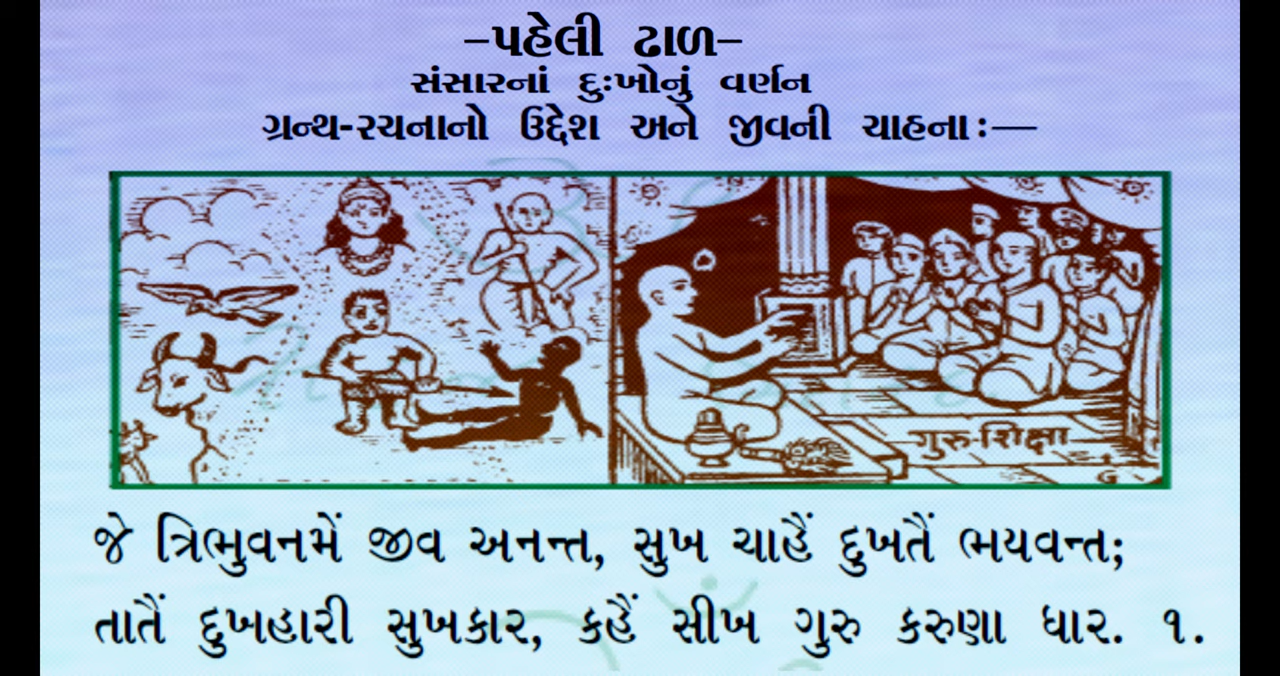 –પહેલી ઢાળ–
સંસારનાં દુઃખોનું વર્ણન
ગ્રન્થ-રચનાનો ઉદ્દેશ અને જીવની ચાહનાઃ—
गुरु-शिक्षा
જે ત્રિભુવનમેં જીવ અનન્ત, સુખ ચાહૈં દુખતૈં ભયવન્ત;
તાતૈં દુખહારી સુખકાર, કહૈં સીખ ગુરુ કરુણા ધાર. ૧.